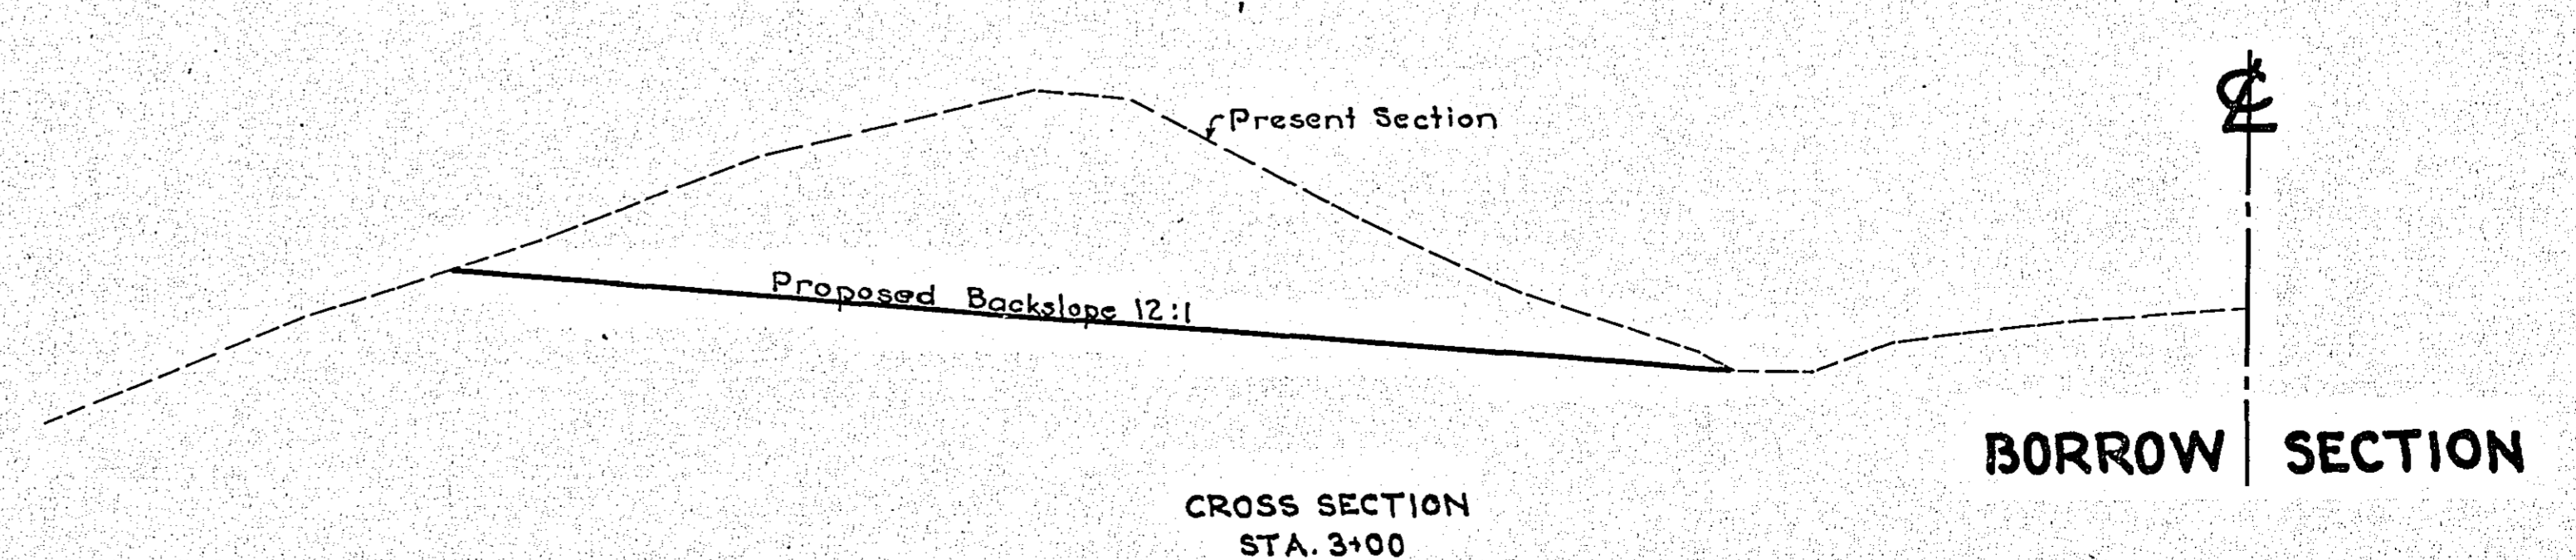 ℄
Present Section
Proposed Backslope 12:1
BORROW SECTION
CROSS SECTION
STA. 3+00